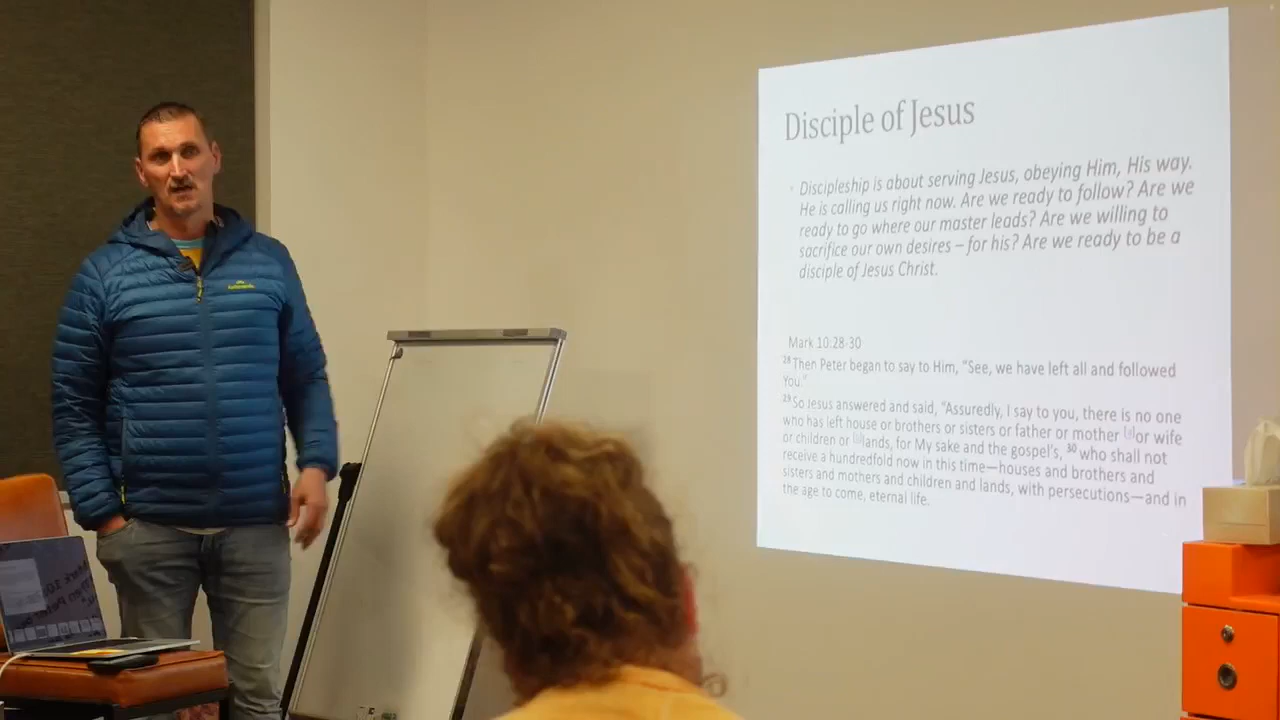 Disciple of Jesus
Discipleship is about serving Jesus, obeying Him, His way.
He is calling us right now. Are we ready to follow? Are we
ready to go where our master leads? Are we willing to
sacrifice our own desires – for his? Are we ready to be a
disciple of Jesus Christ.
Mark 10:28-30
28 Then Peter began to say to Him, “See, we have left all and followed
You.”
29 So Jesus answered and said, “Assuredly, I say to you, there is no one
who has left house or brothers or sisters or father or mother or wife
or children or lands, for My sake and the gospel’s, 30 who shall not
receive a hundredfold now in this time—houses and brothers and
sisters and mothers and children and lands, with persecutions—and in
the age to come, eternal life.